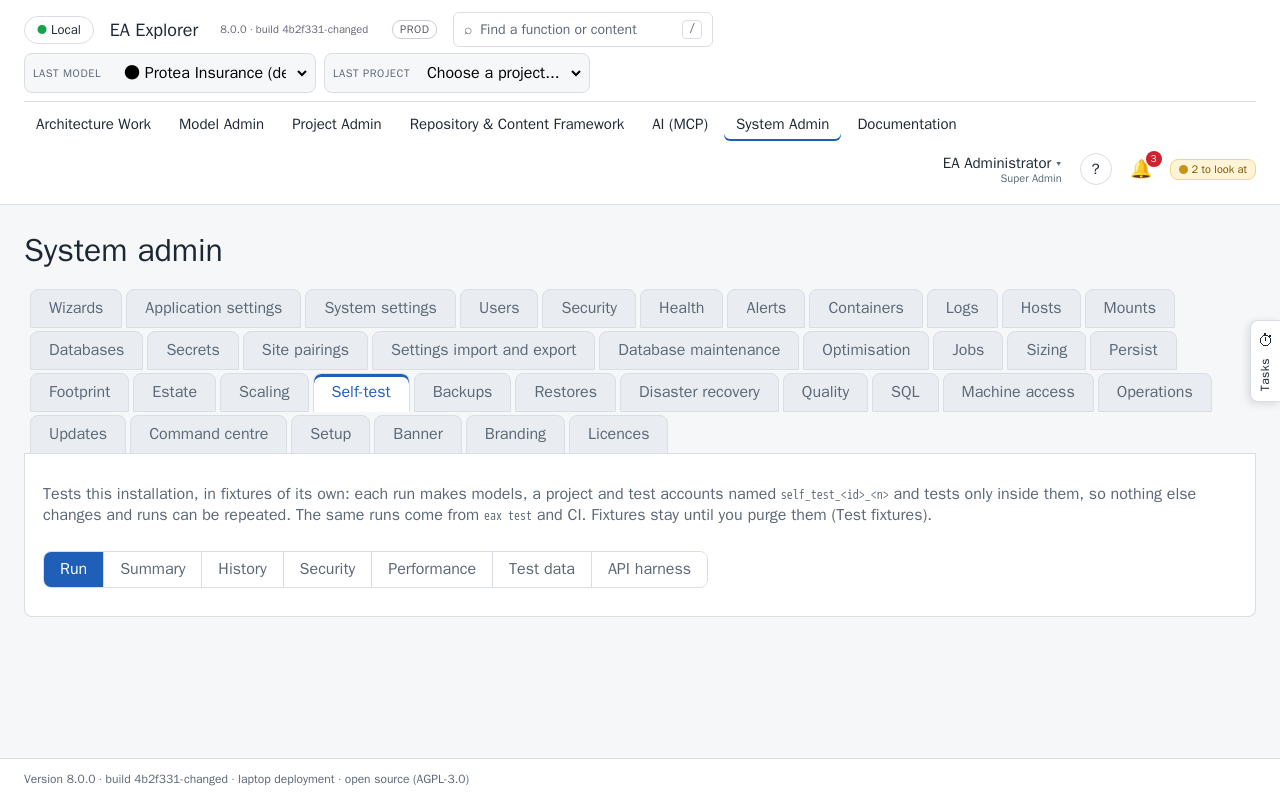 Local EA Explorer 8.0.0 · build 4b2f331-changed PROD Find a function or content /
LAST MODEL Protea Insurance (de LAST PROJECT Choose a project...
Architecture Work Model Admin Project Admin Repository & Content Framework AI (MCP) System Admin Documentation
EA Administrator ? 3 2 to look at
Super Admin
System admin
Wizards Application settings System settings Users Security Health Alerts Containers Logs Hosts Mounts
Databases Secrets Site pairings Settings import and export Database maintenance Optimisation Jobs Sizing Persist
Footprint Estate Scaling Self-test Backups Restores Disaster recovery Quality SQL Machine access Operations
Updates Command centre Setup Banner Branding Licences
Tests this installation, in fixtures of its own: each run makes models, a project and test accounts named self_test_<id>_<n> and tests only inside them, so nothing else
changes and runs can be repeated. The same runs come from eax test and CI. Fixtures stay until you purge them (Test fixtures).
Run Summary History Security Performance Test data API harness
Tasks
Version 8.0.0 · build 4b2f331-changed · laptop deployment · open source (AGPL-3.0)